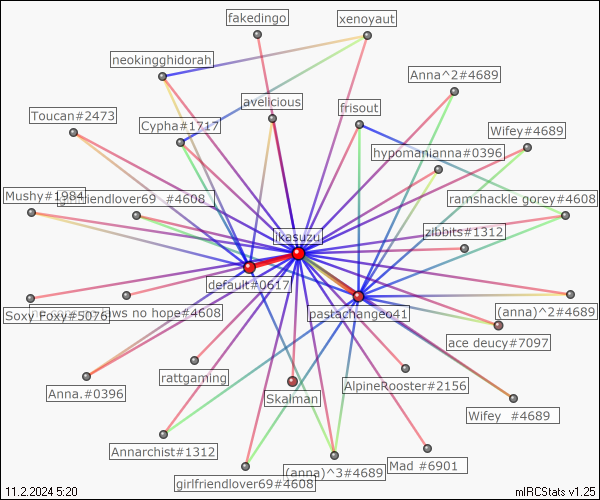 fakedingo
xenoyaut
neokingghidorah
Anna^2#4689
avelicious
frisout
Toucan#2473
Cypha#1717
Wifey#4689
hypomanianna#0396
Mushy#1984
girlfriendlover69 #4608
ramshackle gorey#4608
zibbits#1312
ikasuzu
default#0617
pastachangeo41
Soxy Foxy#5076
news no hope#4608
(anna)^2#4689
ace deucy#7097
rattgaming
AlpineRooster#2156
Anna.#0396
Skalman
Wifey #4689
Annarchist#1312
(anna)^3#4689
Mad #6901
girlfriendlover69#4608
11.2.2024 5:20
mIRCStats v1.25